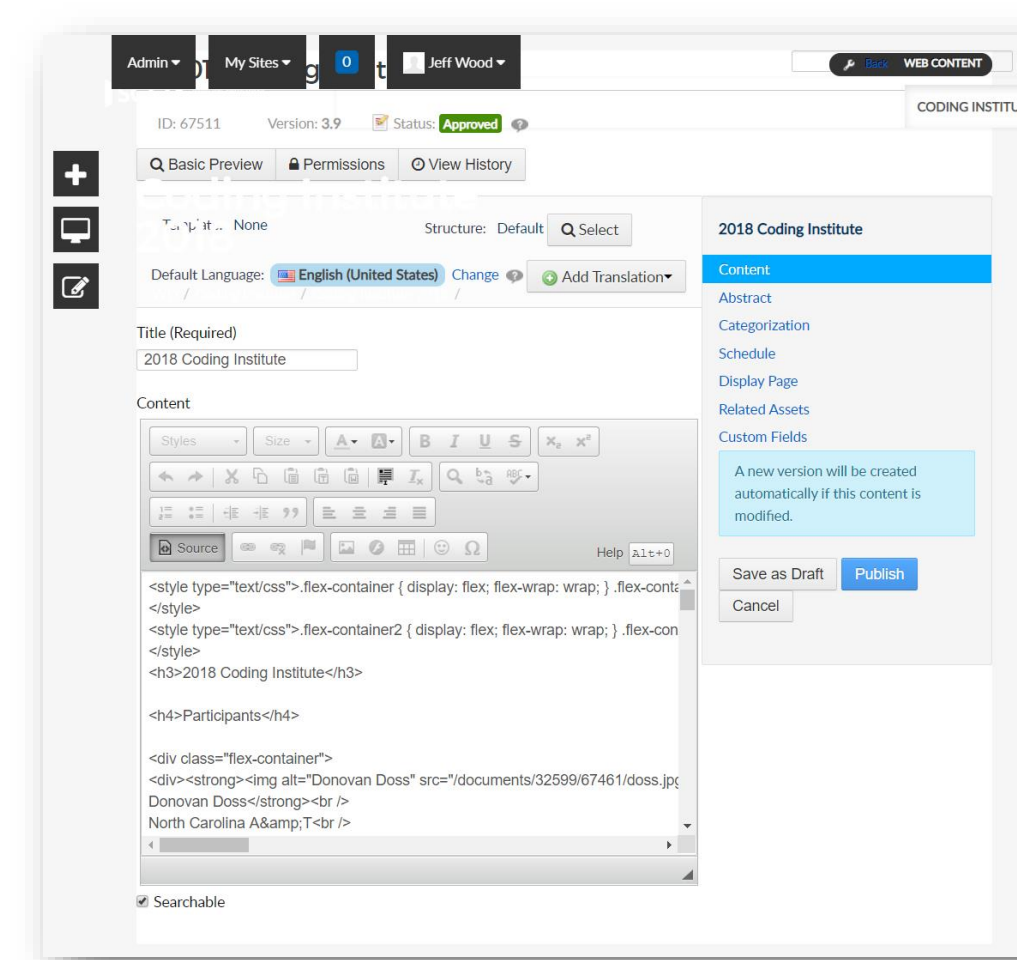 Admin My Sites 0 Jeff Wood Back WEB CONTENT
CODING INSTITU
ID: 67511 Version: 3.9 Status: Approved
Basic Preview Permissions View History
Coding Institute
2018
None Structure: Default Select
Default Language: English (United States) Change Add Translation
Title (Required)
2018 Coding Institute
Content
Styles Size A A B I U S x₂ x²
ABC
Source Ω Help Alt+0
<style type="text/css">.flex-container { display: flex; flex-wrap: wrap; } .flex-conta
</style>
<style type="text/css">.flex-container2 { display: flex; flex-wrap: wrap; } .flex-con
</style>
<h3>2018 Coding Institute</h3>
<h4>Participants</h4>
<div class="flex-container">
<div><strong><img alt="Donovan Doss" src="/documents/32599/67461/doss.jpg
Donovan Doss</strong><br />
North Carolina A&amp;T<br />
Searchable
2018 Coding Institute
Content
Abstract
Categorization
Schedule
Display Page
Related Assets
Custom Fields
A new version will be created
automatically if this content is
modified.
Save as Draft Publish
Cancel